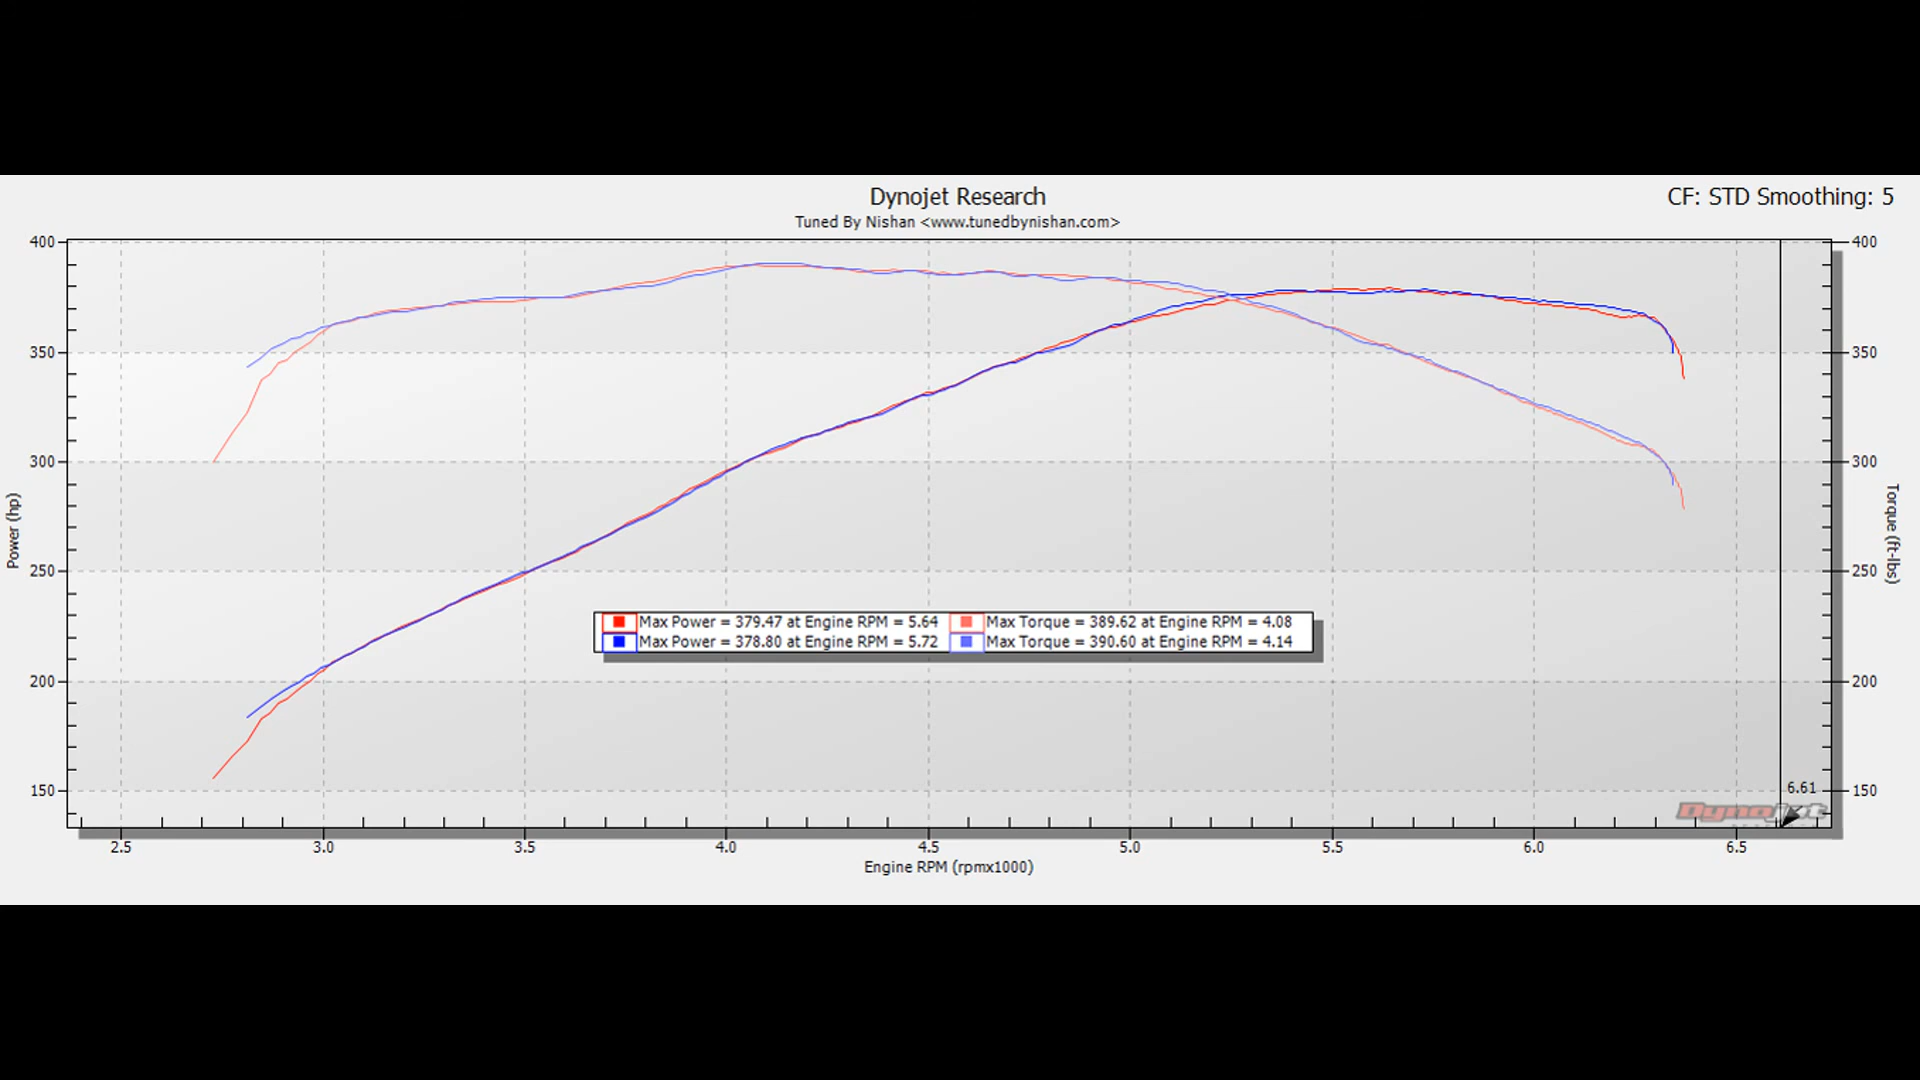 Dynojet Research
CF: STD Smoothing: 5
Tuned By Nishan <www.tunedbynishan.com>
400
350
300
250
200
150
Power (hp)
400
350
300
250
200
150
Torque (ft-lbs)
Max Power = 379.47 at Engine RPM = 5.64 Max Torque = 389.62 at Engine RPM = 4.08
Max Power = 378.80 at Engine RPM = 5.72 Max Torque = 390.60 at Engine RPM = 4.14
6.61
Dynojet
2.5 3.0 3.5 4.0 4.5 5.0 5.5 6.0 6.5
Engine RPM (rpmx1000)